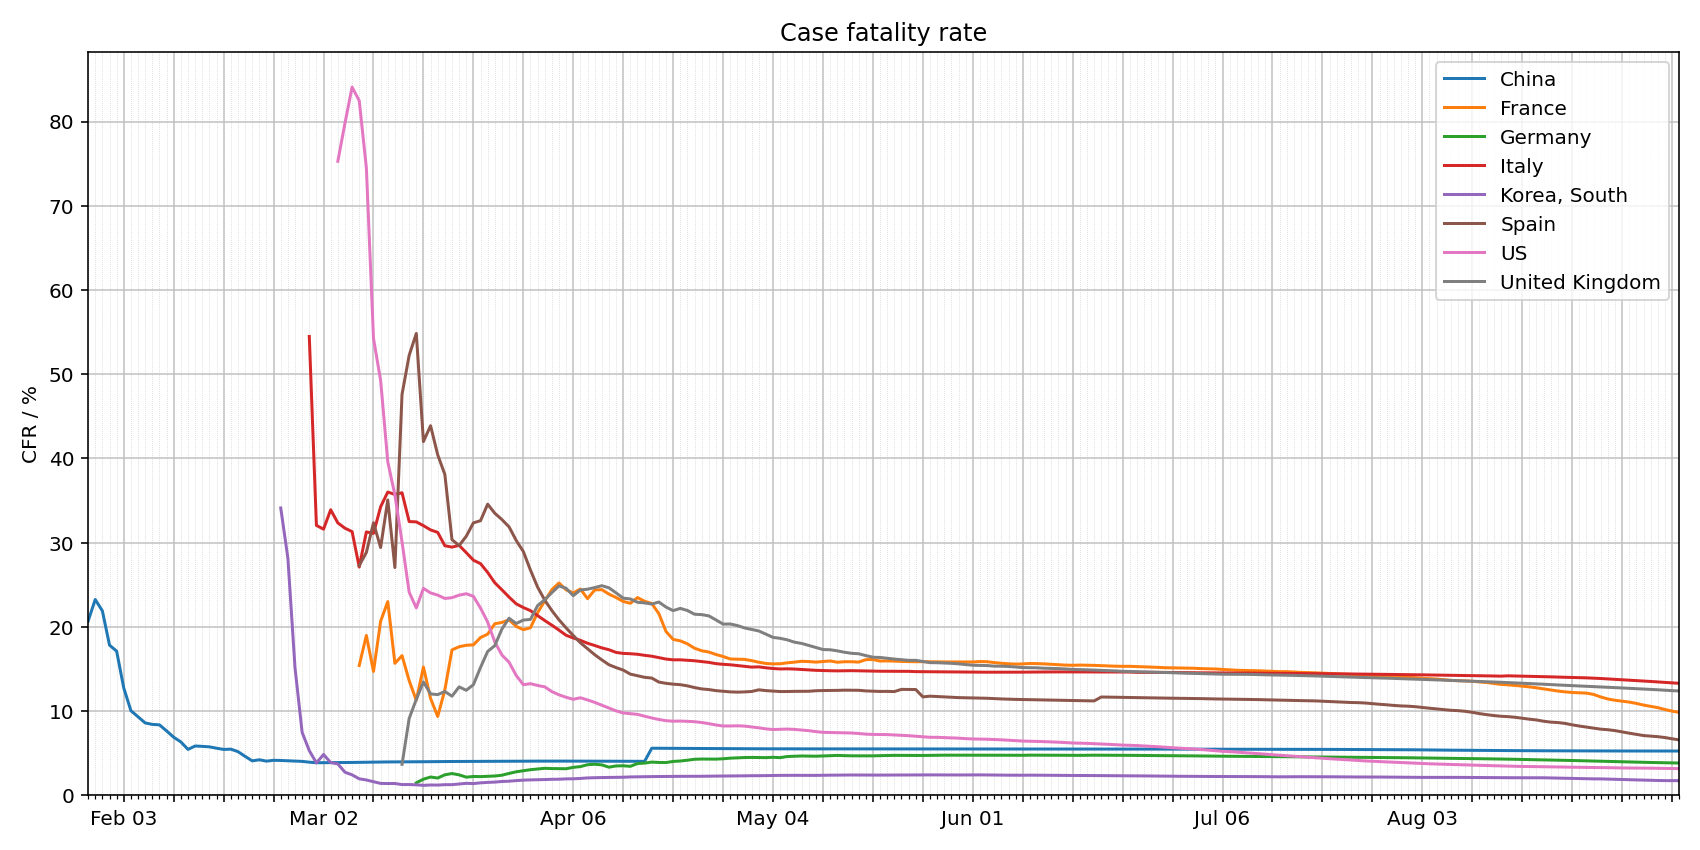 Case fatality rate
CFR / %
80
70
60
50
40
30
20
10
0
Feb 03
Mar 02
Apr 06
May 04
Jun 01
Jul 06
Aug 03
China
France
Germany
Italy
Korea, South
Spain
US
United Kingdom